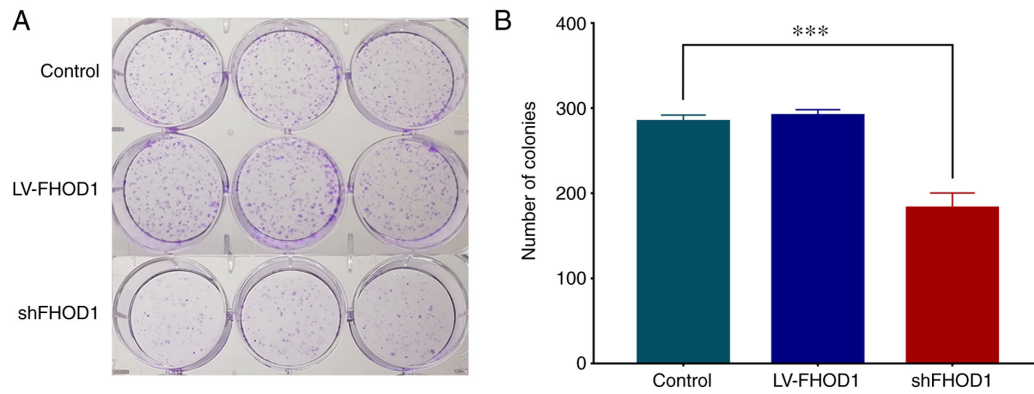 A
Control
LV-FHOD1
shFHOD1
B
***
Number of colonies
400
300
200
100
0
Control
LV-FHOD1
shFHOD1